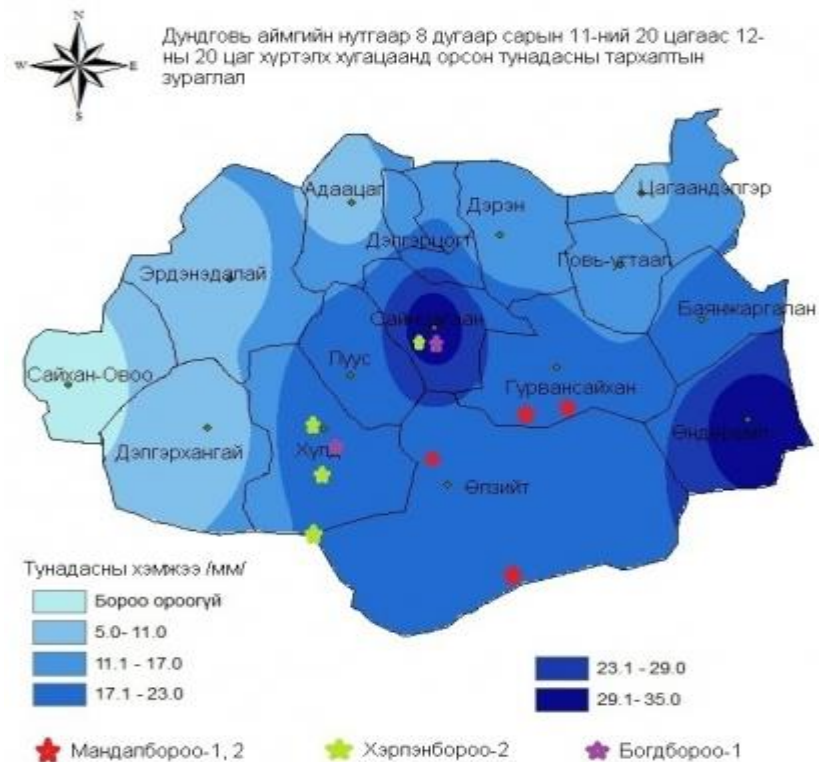 N
W
E
S
Дундговь аймгийн нутгаар 8 дугаар сарын 11-ний 20 цагаас 12-
ны 20 цаг хүртэлх хугацаанд орсон тунадасны тархалтын
зураглал
Адаацаг
Цагаандэлгэр
Дэрэн
Дэлгэрцогт
Говь-угтаал
Эрдэнэдалай
Баянжаргалан
Сайнцагаан
Луус
Сайхан-Овоо
Гурвансайхан
Өндөршил
Дэлгэрхангай
Хулд
Өлзийт
Тунадасны хэмжээ /мм/
Бороо ороогүй
5.0- 11.0
11.1 - 17.0
17.1 - 23.0
23.1 - 29.0
29.1- 35.0
Мандалбороо-1, 2
Хэрлэнбороо-2
Богдбороо-1